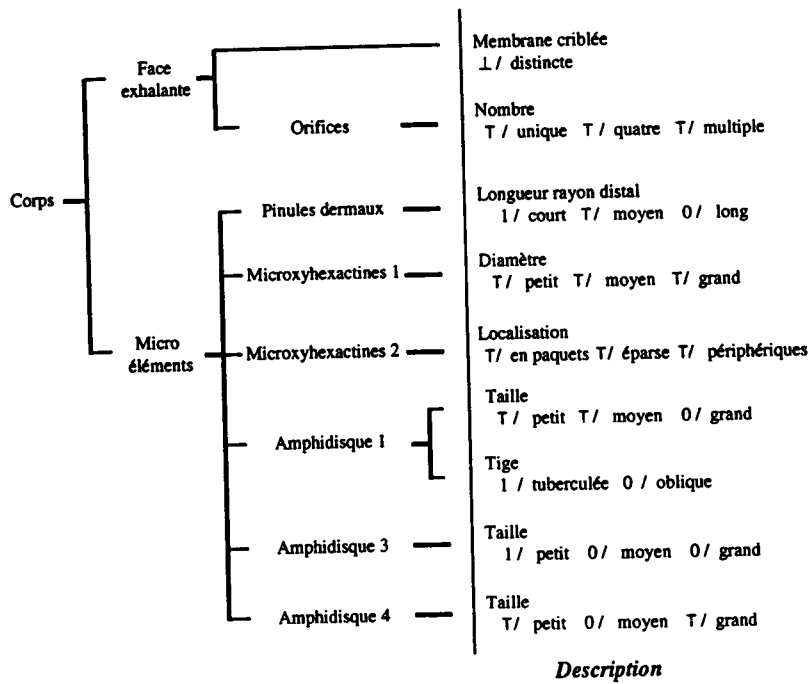 Membrane criblée
⊥ / distincte
Face
exhalante
Nombre
Orifices
T / unique T / quatre T / multiple
Corps
Longueur rayon distal
Pinules dermaux
1 / court T / moyen 0 / long
Diamètre
Microxyhexactines 1
T / petit T / moyen T / grand
Localisation
Micro
éléments
Microxyhexactines 2
T / en paquets T / éparse T / périphériques
Taille
T / petit T / moyen 0 / grand
Amphidisque 1
Tige
1 / tuberculée 0 / oblique
Taille
Amphidisque 3
1 / petit 0 / moyen 0 / grand
Taille
Amphidisque 4
T / petit 0 / moyen T / grand
Description